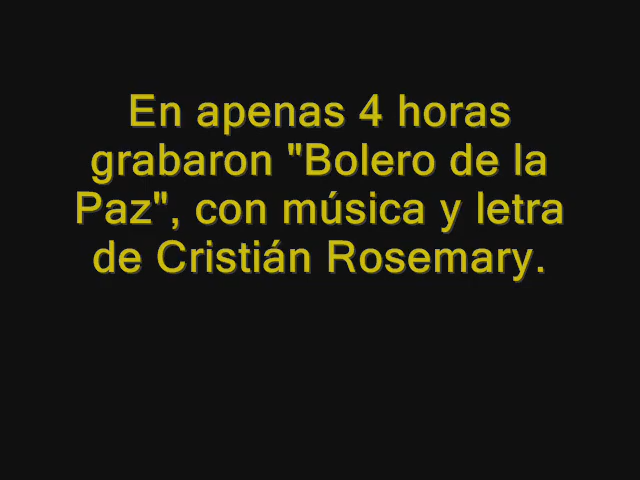 En apenas 4 horas
grabaron "Bolero de la
Paz", con música y letra
de Cristián Rosemary.